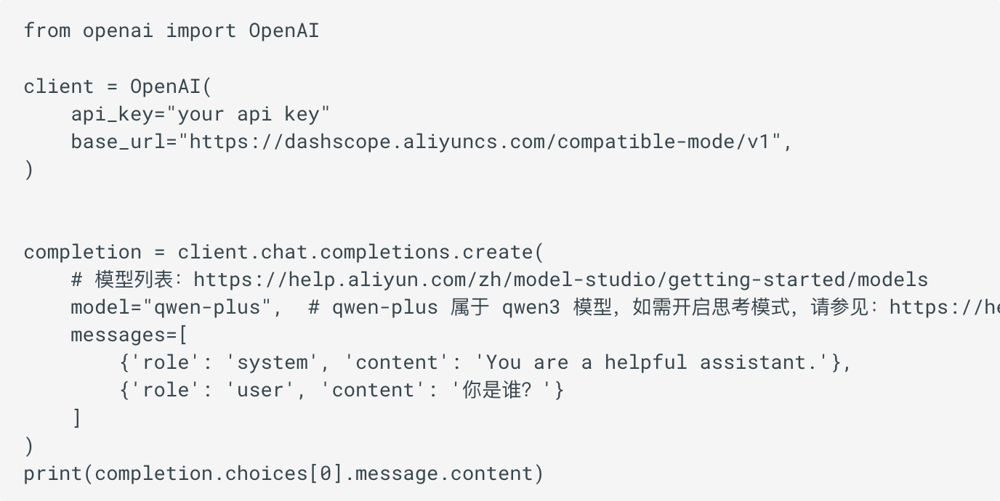 from openai import OpenAI
client = OpenAI(
api_key="your api key"
base_url="https://dashscope.aliyuncs.com/compatible-mode/v1",
)
completion = client.chat.completions.create(
# 模型列表：https://help.aliyun.com/zh/model-studio/getting-started/models
model="qwen-plus",  # qwen-plus 属于 qwen3 模型，如需开启思考模式，请参见：https://he
messages=[
{'role': 'system', 'content': 'You are a helpful assistant.'},
{'role': 'user', 'content': '你是谁？'}
]
)
print(completion.choices[0].message.content)